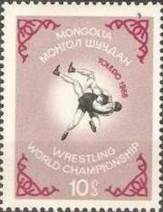 MONGOLIA
МОНГОЛ ШУУДАН
TOLEDO 1966
WRESTLING
WORLD CHAMPIONSHIP
10$